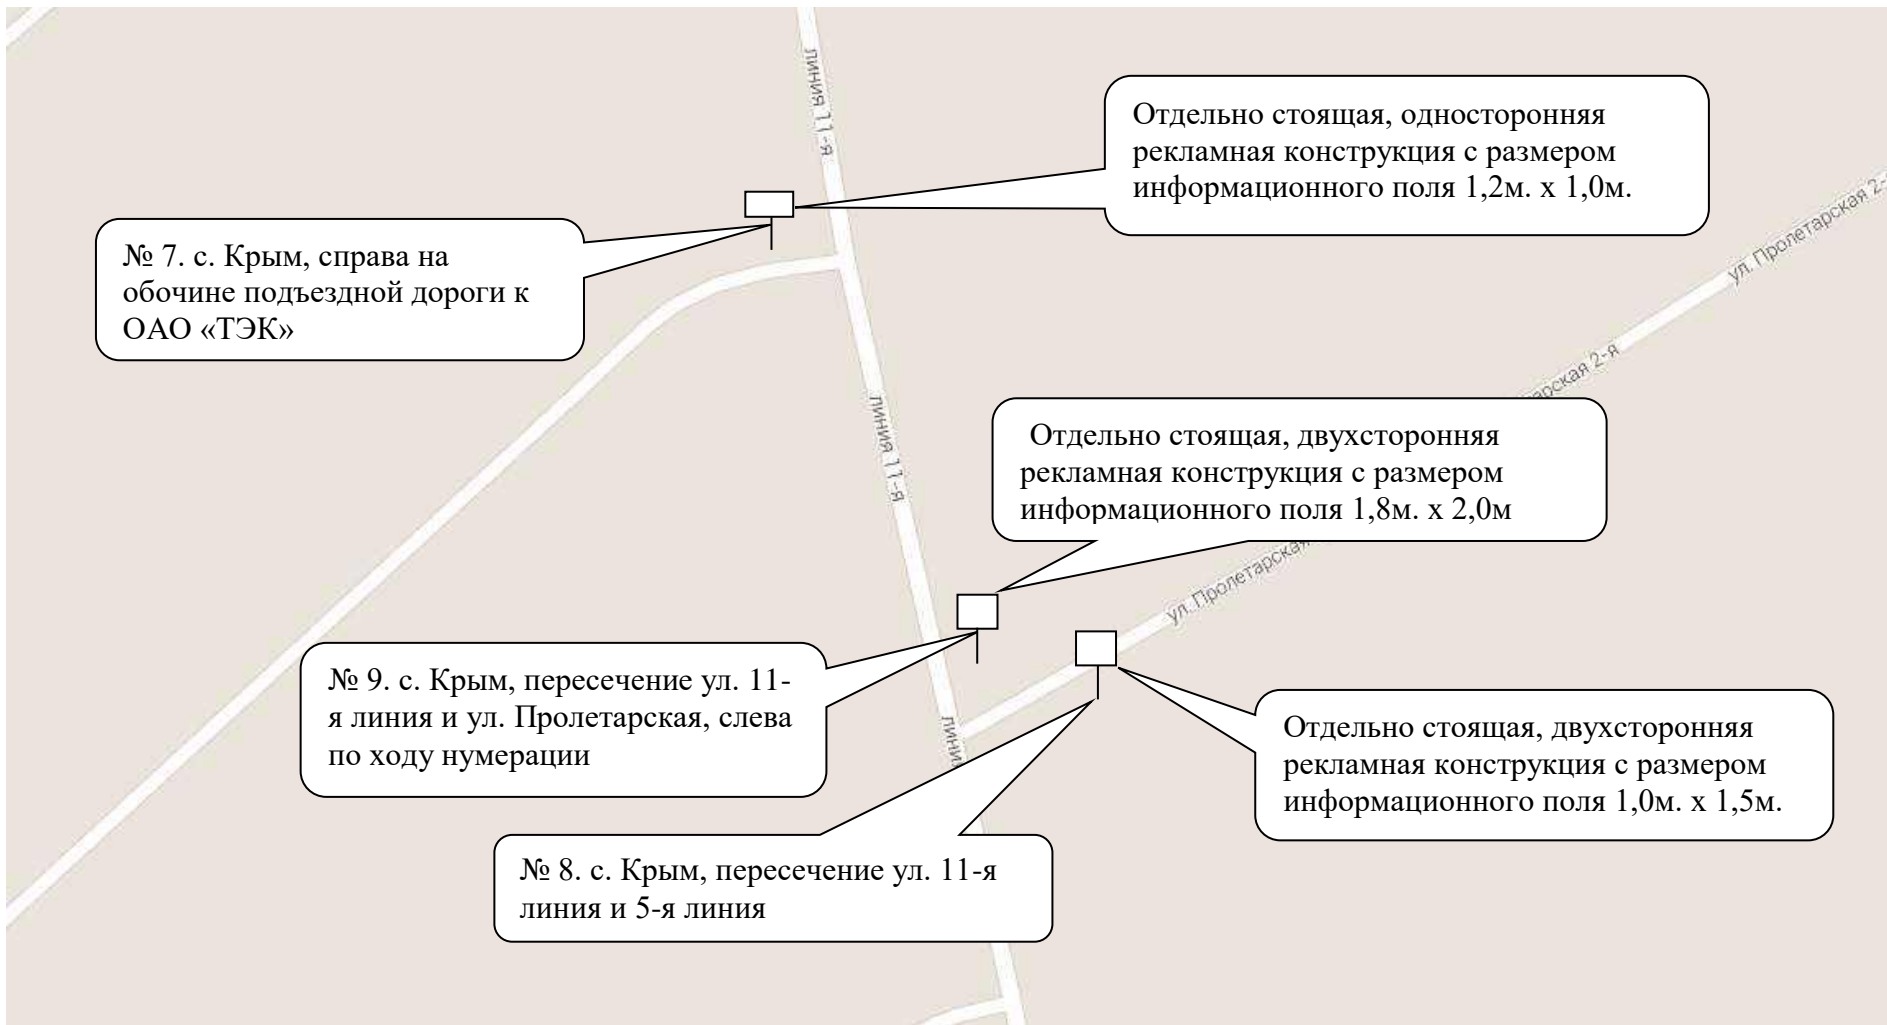 линия 11-я
Отдельно стоящая, односторонняя
рекламная конструкция с размером
информационного поля 1,2м. х 1,0м.
ул. Пролетарская 2-
№ 7. с. Крым, справа на
обочине подъездной дороги к
ОАО «ТЭК»
линия 11-я
2-я
Отдельно стоящая, двухсторонняя
рекламная конструкция с размером
информационного поля 1,8м. х 2,0м
ул. Пролетарская
№ 9. с. Крым, пересечение ул. 11-
я линия и ул. Пролетарская, слева
по ходу нумерации
Отдельно стоящая, двухсторонняя
рекламная конструкция с размером
информационного поля 1,0м. х 1,5м.
№ 8. с. Крым, пересечение ул. 11-я
линия и 5-я линия